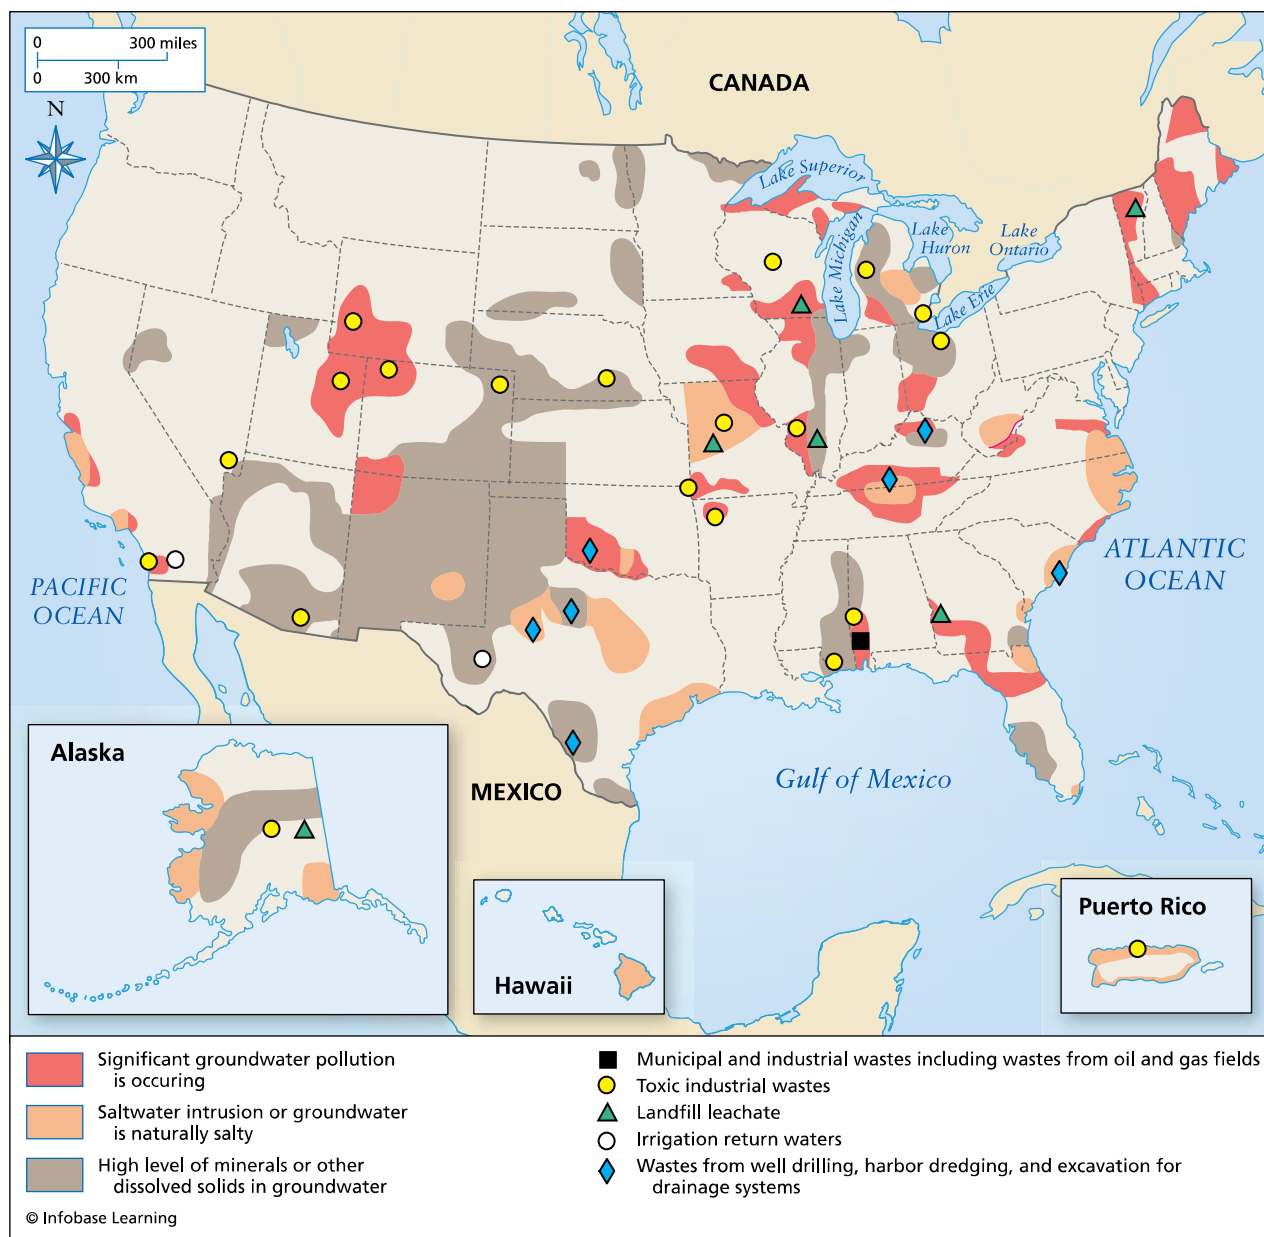 0 300 miles
0 300 km
N
CANADA
Lake Superior
Lake Michigan
Lake
Huron
Lake
Ontario
Lake Erie
PACIFIC
OCEAN
ATLANTIC
OCEAN
Gulf of Mexico
MEXICO
Alaska
Hawaii
Puerto Rico
Significant groundwater pollution
is occuring
Saltwater intrusion or groundwater
is naturally salty
High level of minerals or other
dissolved solids in groundwater
© Infobase Learning
Municipal and industrial wastes including wastes from oil and gas fields
Toxic industrial wastes
Landfill leachate
Irrigation return waters
Wastes from well drilling, harbor dredging, and excavation for
drainage systems